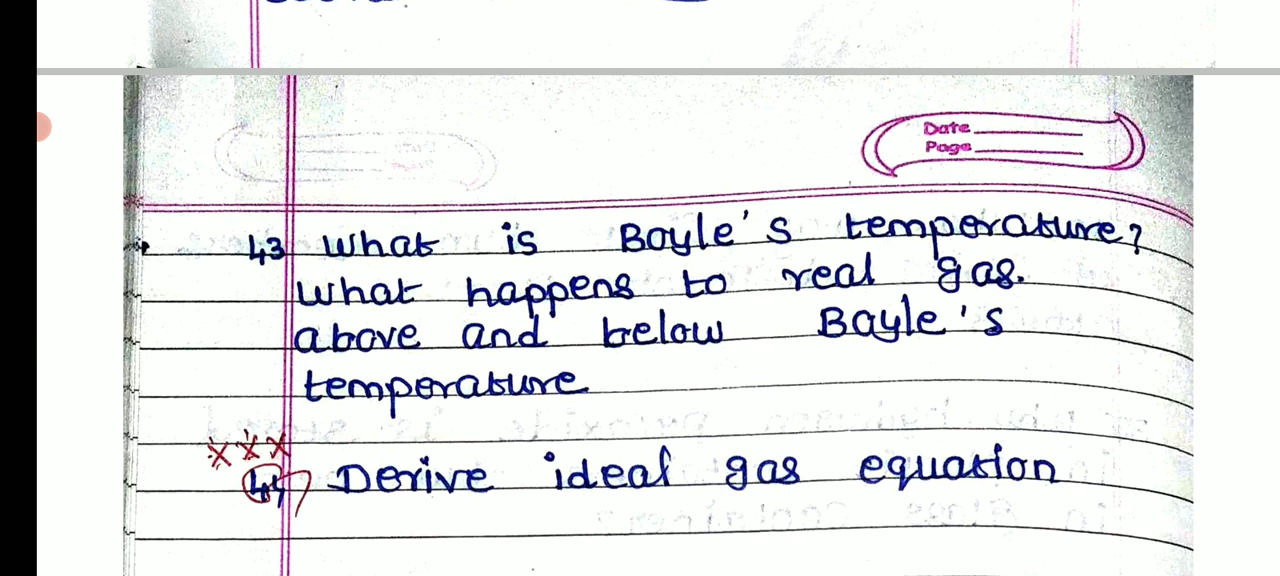 Date
Page
43 What is Boyle's temperature?
What happens to real gas.
above and below Bayle's
temperature
***
44) Derive ideal gas equation